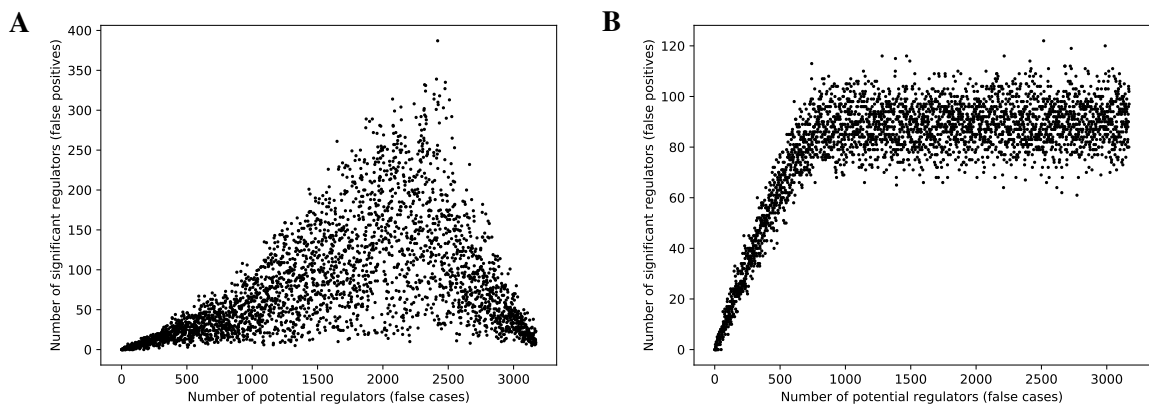 A
Number of significant regulators (false positives)
400
350
300
250
200
150
100
50
0
0 500 1000 1500 2000 2500 3000
Number of potential regulators (false cases)
B
Number of significant regulators (false positives)
120
100
80
60
40
20
0
0 500 1000 1500 2000 2500 3000
Number of potential regulators (false cases)